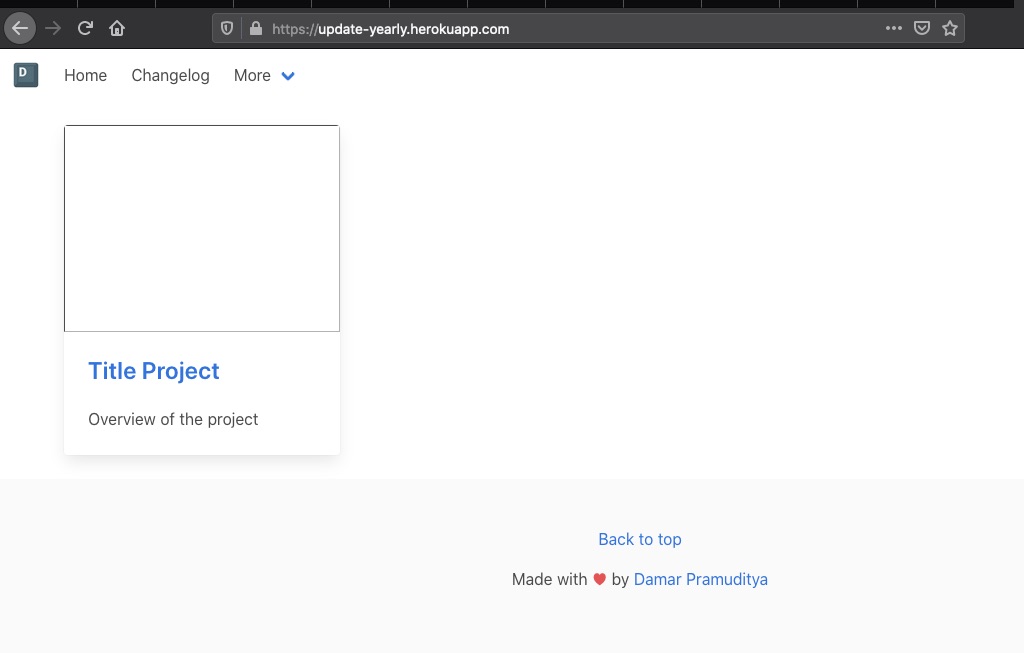 https://update-yearly.herokuapp.com
D
Home Changelog More
Title Project
Overview of the project
Back to top
Made with ❤ by Damar Pramuditya